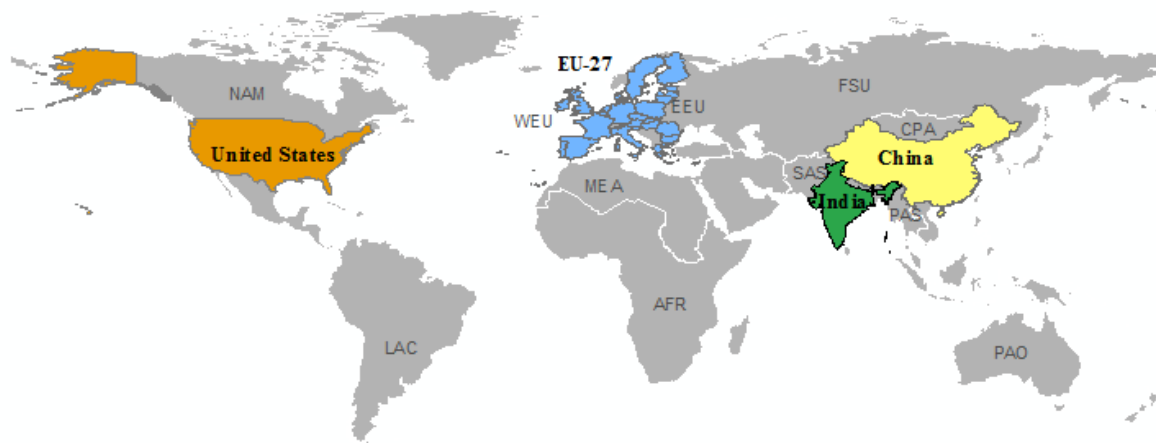 EU-27
NAM
FSU
WEU
EEU
CPA
United States
China
SAS
MEA
India
PAS
AFR
LAC
PAO